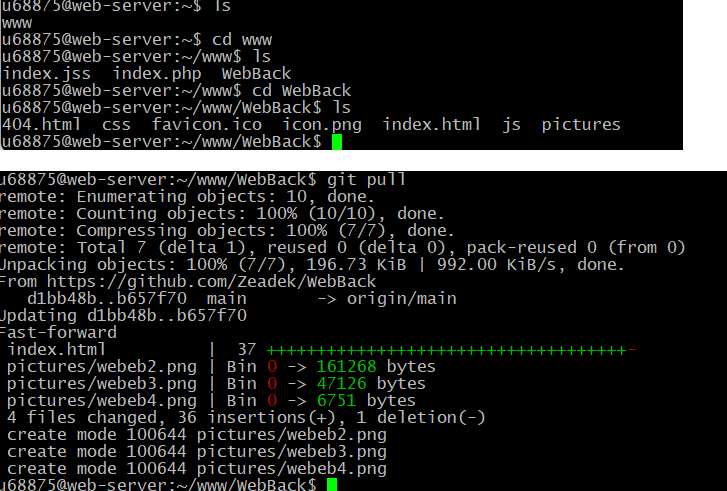 u68875@web-server:~$ ls
www
u68875@web-server:~$ cd www
u68875@web-server:~/www$ ls
index.jss  index.php  WebBack
u68875@web-server:~/www$ cd WebBack
u68875@web-server:~/www/WebBack$ ls
404.html  css  favicon.ico  icon.png  index.html  js  pictures
u68875@web-server:~/www/WebBack$
u68875@web-server:~/www/WebBack$ git pull
remote: Enumerating objects: 10, done.
remote: Counting objects: 100% (10/10), done.
remote: Compressing objects: 100% (7/7), done.
remote: Total 7 (delta 1), reused 0 (delta 0), pack-reused 0 (from 0)
Unpacking objects: 100% (7/7), 196.73 KiB | 992.00 KiB/s, done.
From https://github.com/Zeadek/WebBack
   d1bb48b..b657f70  main       -> origin/main
Updating d1bb48b..b657f70
Fast-forward
 index.html          |  37 ++++++++++++++++++++++++++++++++++++-
 pictures/webeb2.png | Bin 0 -> 161268 bytes
 pictures/webeb3.png | Bin 0 -> 47126 bytes
 pictures/webeb4.png | Bin 0 -> 6751 bytes
 4 files changed, 36 insertions(+), 1 deletion(-)
 create mode 100644 pictures/webeb2.png
 create mode 100644 pictures/webeb3.png
 create mode 100644 pictures/webeb4.png
u68875@web-server:~/www/WebBack$